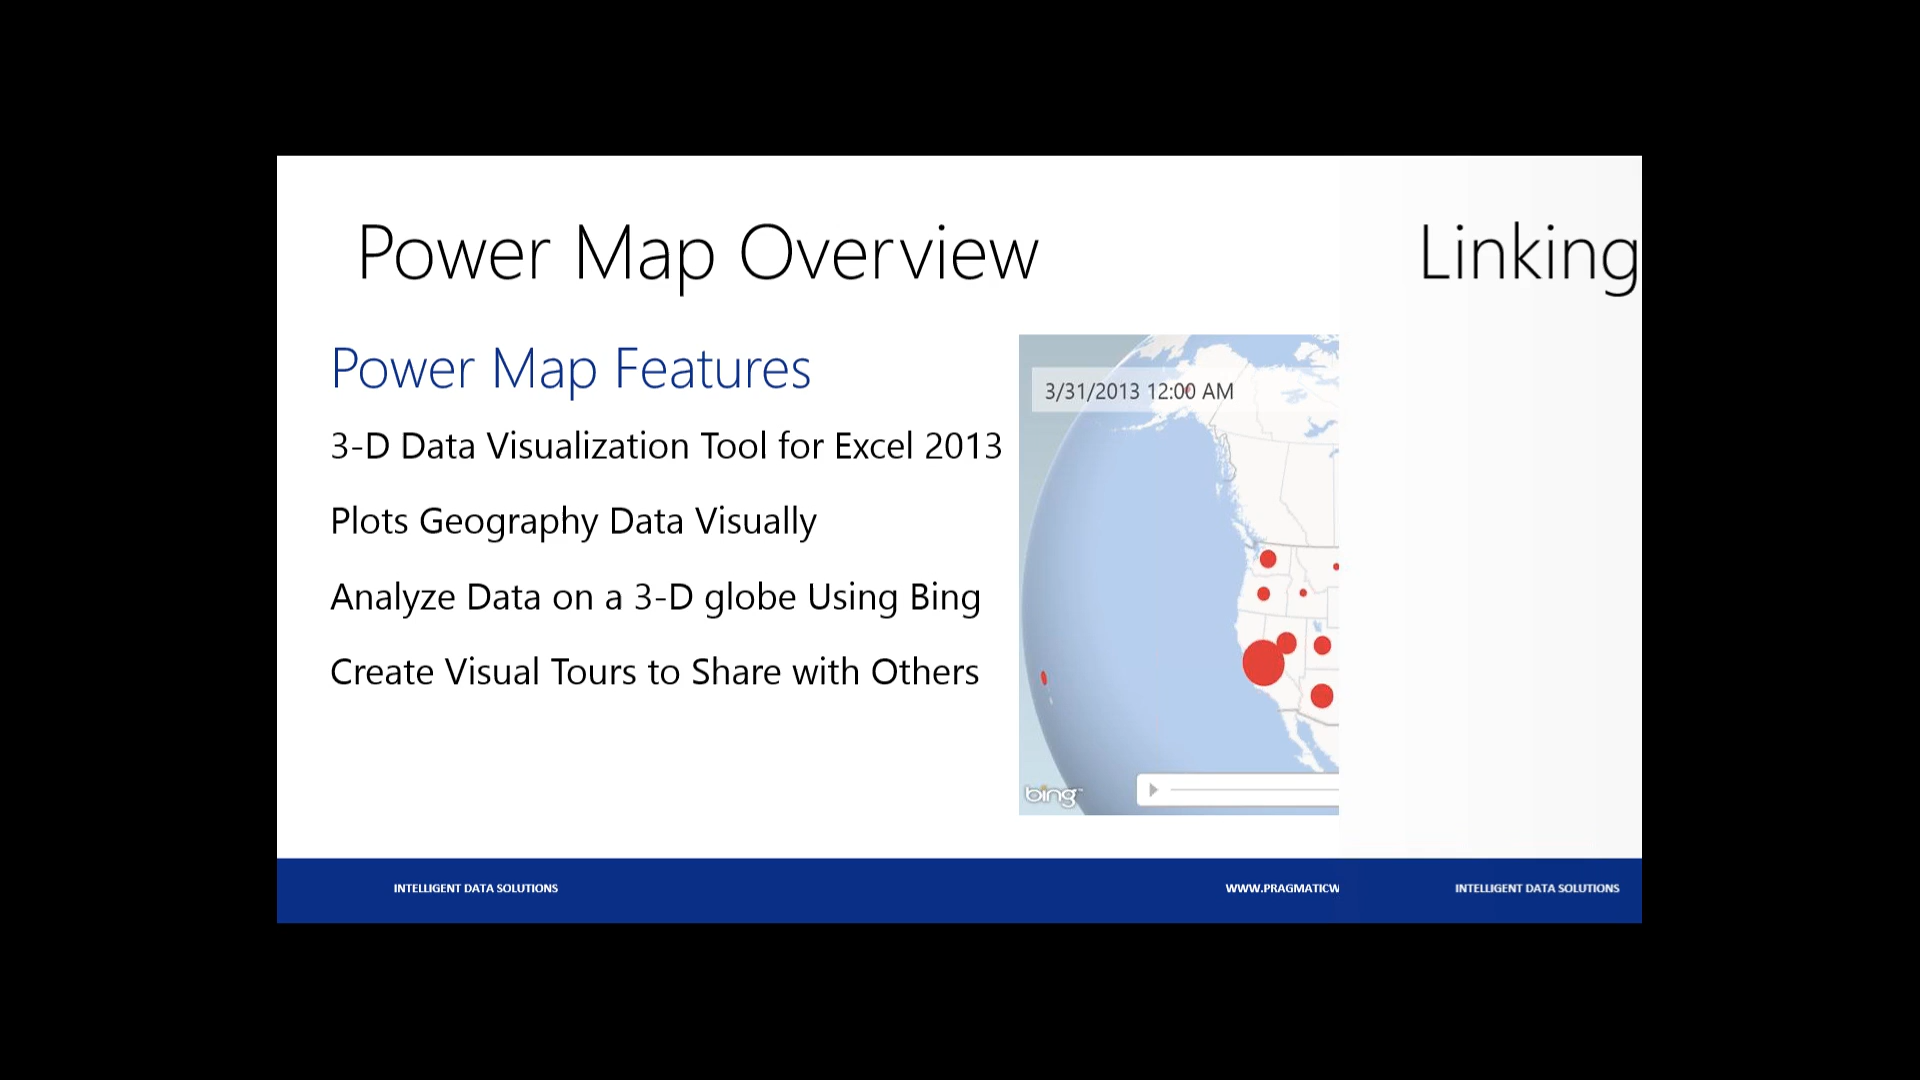 Power Map Overview
Linking
Power Map Features
3-D Data Visualization Tool for Excel 2013
Plots Geography Data Visually
Analyze Data on a 3-D globe Using Bing
Create Visual Tours to Share with Others
3/31/2013 12:00 AM
bing™
INTELLIGENT DATA SOLUTIONS
WWW.PRAGMATICW
INTELLIGENT DATA SOLUTIONS